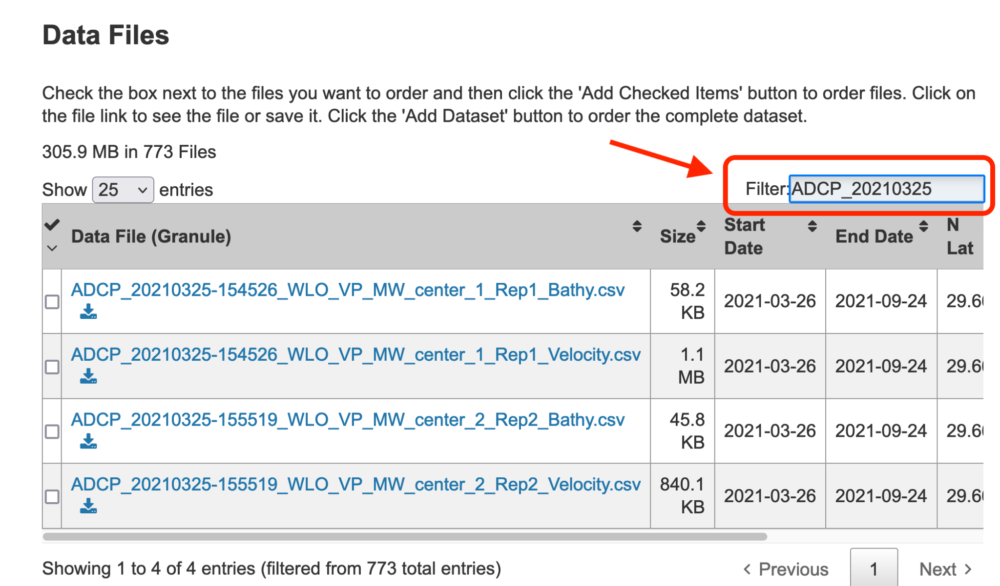 Data Files
Check the box next to the files you want to order and then click the 'Add Checked Items' button to order files. Click on
the file link to see the file or save it. Click the 'Add Dataset' button to order the complete dataset.
305.9 MB in 773 Files
Show 25 entries
Filter:ADCP_20210325
Data File (Granule) Size Start Date End Date N Lat
ADCP_20210325-154526_WLO_VP_MW_center_1_Rep1_Bathy.csv 58.2 KB 2021-03-26 2021-09-24 29.6
ADCP_20210325-154526_WLO_VP_MW_center_1_Rep1_Velocity.csv 1.1 MB 2021-03-26 2021-09-24 29.6
ADCP_20210325-155519_WLO_VP_MW_center_2_Rep2_Bathy.csv 45.8 KB 2021-03-26 2021-09-24 29.6
ADCP_20210325-155519_WLO_VP_MW_center_2_Rep2_Velocity.csv 840.1 KB 2021-03-26 2021-09-24 29.6
Showing 1 to 4 of 4 entries (filtered from 773 total entries)
Previous 1 Next